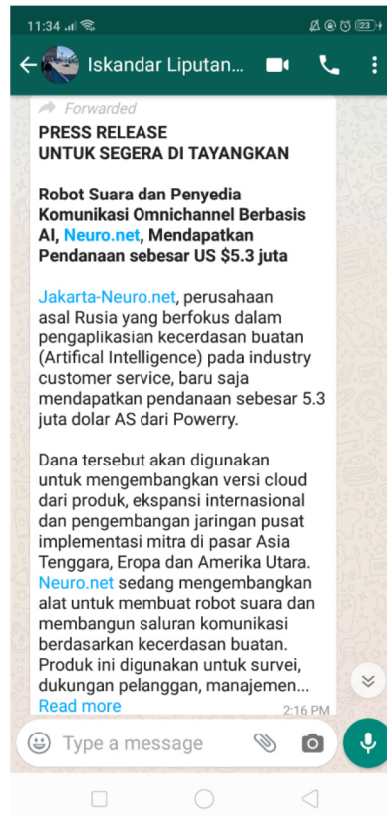 11:34
23
Iskandar Liputan...
Forwarded
PRESS RELEASE
UNTUK SEGERA DI TAYANGKAN
Robot Suara dan Penyedia
Komunikasi Omnichannel Berbasis
AI, Neuro.net, Mendapatkan
Pendanaan sebesar US $5.3 juta
Jakarta-Neuro.net, perusahaan
asal Rusia yang berfokus dalam
pengaplikasian kecerdasan buatan
(Artifical Intelligence) pada industry
customer service, baru saja
mendapatkan pendanaan sebesar 5.3
juta dolar AS dari Powerry.
Dana tersebut akan digunakan
untuk mengembangkan versi cloud
dari produk, ekspansi internasional
dan pengembangan jaringan pusat
implementasi mitra di pasar Asia
Tenggara, Eropa dan Amerika Utara.
Neuro.net sedang mengembangkan
alat untuk membuat robot suara dan
membangun saluran komunikasi
berdasarkan kecerdasan buatan.
Produk ini digunakan untuk survei,
dukungan pelanggan, manajemen...
Read more
2:16 PM
Type a message